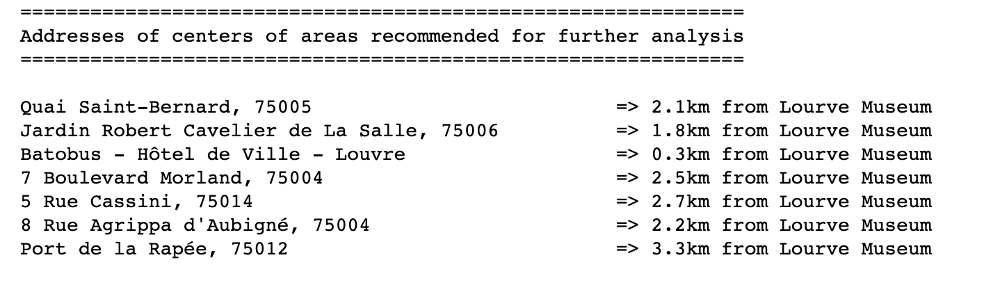 ==============================================================
Addresses of centers of areas recommended for further analysis
==============================================================
Quai Saint-Bernard, 75005                          => 2.1km from Lourve Museum
Jardin Robert Cavelier de La Salle, 75006          => 1.8km from Lourve Museum
Batobus - Hôtel de Ville - Louvre                  => 0.3km from Lourve Museum
7 Boulevard Morland, 75004                         => 2.5km from Lourve Museum
5 Rue Cassini, 75014                               => 2.7km from Lourve Museum
8 Rue Agrippa d'Aubigné, 75004                     => 2.2km from Lourve Museum
Port de la Rapée, 75012                            => 3.3km from Lourve Museum